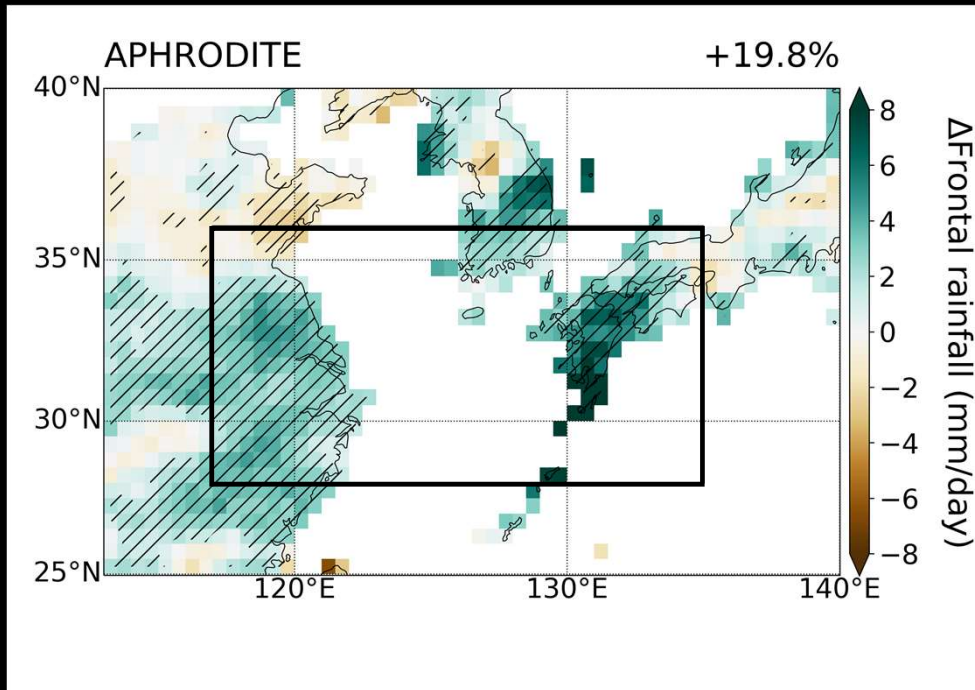 APHRODITE +19.8%
40°N
35°N
30°N
25°N
120°E 130°E 140°E
8
6
4
2
0
−2
−4
−6
−8
ΔFrontal rainfall (mm/day)